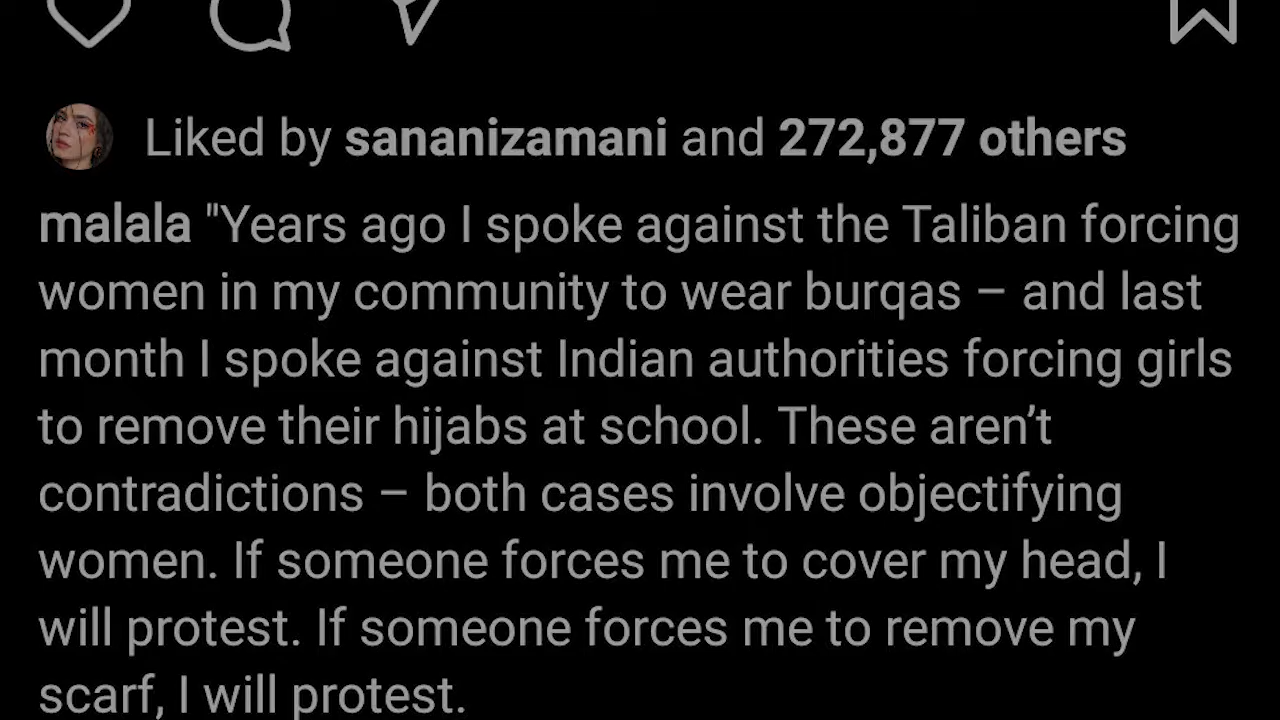 Liked by sananizamani and 272,877 others
malala "Years ago I spoke against the Taliban forcing
women in my community to wear burqas – and last
month I spoke against Indian authorities forcing girls
to remove their hijabs at school. These aren’t
contradictions – both cases involve objectifying
women. If someone forces me to cover my head, I
will protest. If someone forces me to remove my
scarf, I will protest.